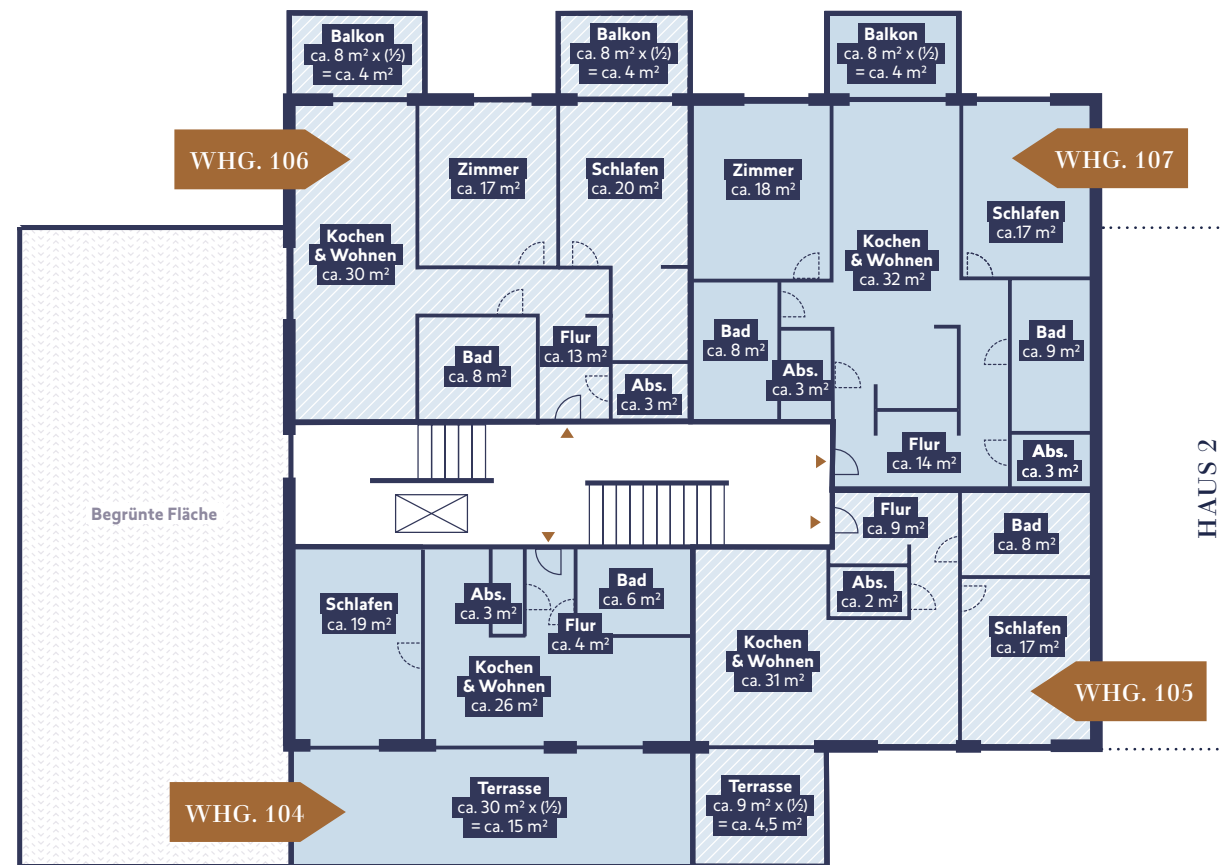 Balkon
ca. 8 m² x (½)
= ca. 4 m²
Balkon
ca. 8 m² x (½)
= ca. 4 m²
Balkon
ca. 8 m² x (½)
= ca. 4 m²
WHG. 106
Zimmer
ca. 17 m²
Schlafen
ca. 20 m²
Zimmer
ca. 18 m²
WHG. 107
Kochen
& Wohnen
ca. 30 m²
Kochen
& Wohnen
ca. 32 m²
Schlafen
ca.17 m²
Bad
ca. 8 m²
Flur
ca. 13 m²
Abs.
ca. 3 m²
Bad
ca. 8 m²
Abs.
ca. 3 m²
Bad
ca. 9 m²
Flur
ca. 14 m²
Abs.
ca. 3 m²
HAUS 2
Begrünte Fläche
Flur
ca. 9 m²
Bad
ca. 8 m²
Schlafen
ca. 19 m²
Abs.
ca. 3 m²
Bad
ca. 6 m²
Flur
ca. 4 m²
Abs.
ca. 2 m²
Kochen
& Wohnen
ca. 26 m²
Kochen
& Wohnen
ca. 31 m²
Schlafen
ca. 17 m²
WHG. 105
WHG. 104
Terrasse
ca. 30 m² x (½)
= ca. 15 m²
Terrasse
ca. 9 m² x (½)
= ca. 4,5 m²